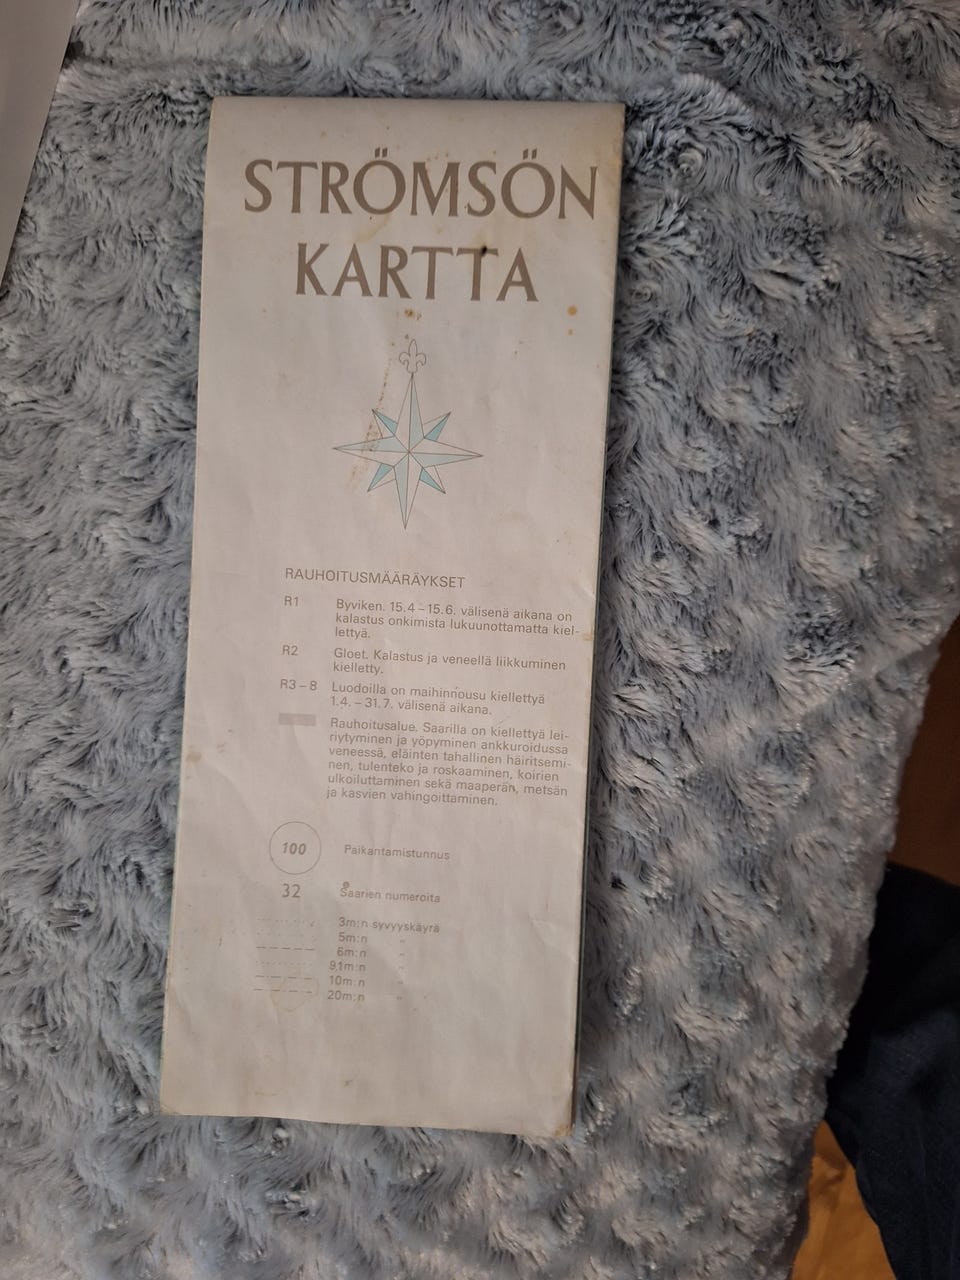 STRÖMSÖN
KARTTA
RAUHOITUSMÄÄRÄYKSET
R1 Byviken. 15.4 – 15.6. välisenä aikana on
kalastus onkimista lukuunottamatta kiel-
lettyä.
R2 Gloet. Kalastus ja veneellä liikkuminen
kielletty.
R3 – 8 Luodoilla on maihinnousu kiellettyä
1.4. – 31.7. välisenä aikana.
Rauhoitusalue. Saarilla on kiellettyä lei-
riytyminen ja yöpyminen ankkuroidussa
veneessä, eläinten tahallinen häiritsemi-
nen, tulenteko ja roskaaminen, koirien
ulkoiluttaminen sekä maaperän, metsän
ja kasvien vahingoittaminen.
100 Paikantamistunnus
32 Saarien numeroita
3m:n syvyyskäyrä
5m:n "
6m:n "
9,1m:n "
10m:n "
20m:n "